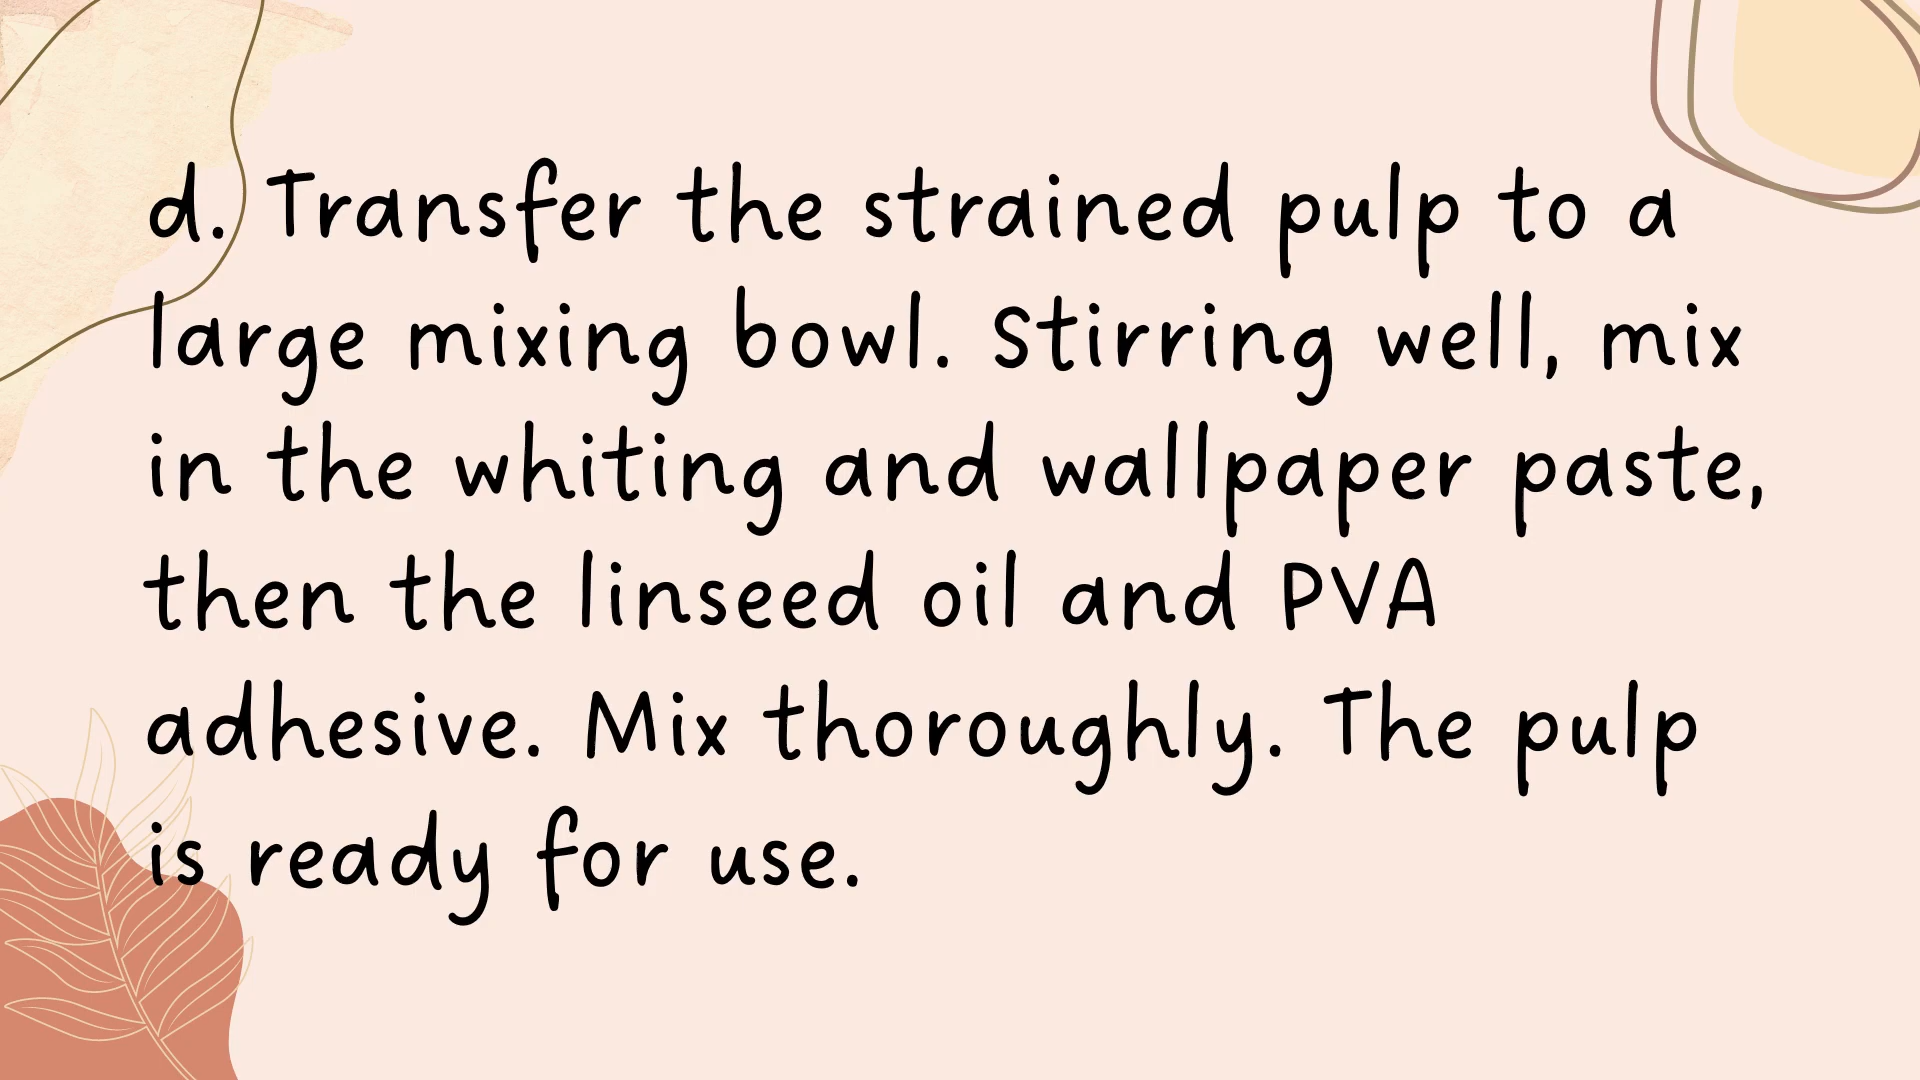 d. Transfer the strained pulp to a
large mixing bowl. Stirring well, mix
in the whiting and wallpaper paste,
then the linseed oil and PVA
adhesive. Mix thoroughly. The pulp
is ready for use.